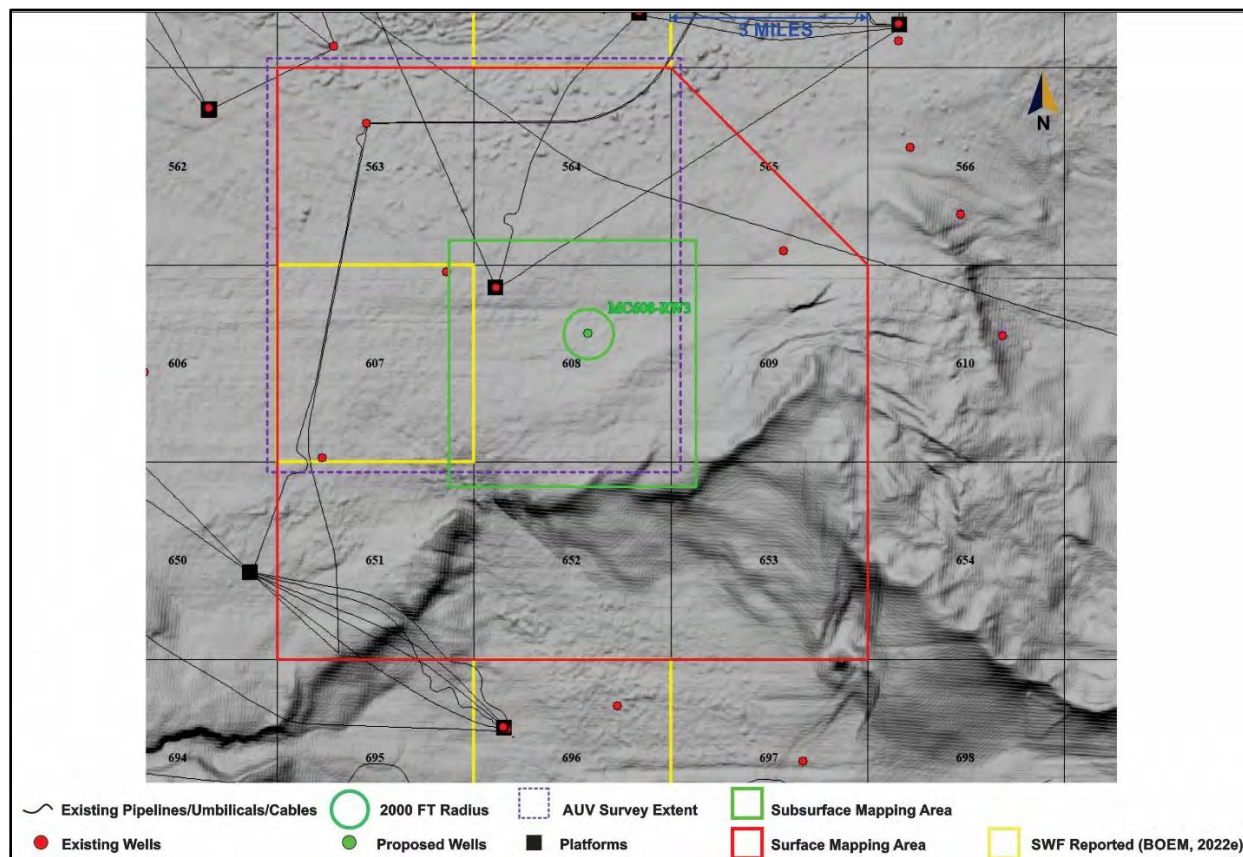 3 MILES
N
562
563
564
565
566
MC608-RW3
606
607
608
609
610
650
651
652
653
654
694
695
696
697
698
Existing Pipelines/Umbilicals/Cables
2000 FT Radius
AUV Survey Extent
Subsurface Mapping Area
Existing Wells
Proposed Wells
Platforms
Surface Mapping Area
SWF Reported (BOEM, 2022e)